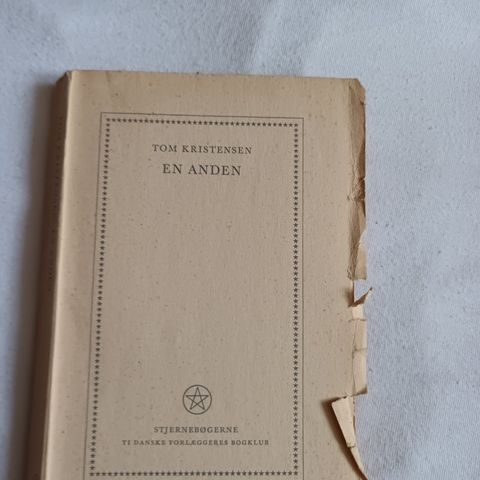 TOM KRISTENSEN
EN ANDEN
STJERNEBØGERNE
TI DANSKE FORLÆGGERES BOGKLUB